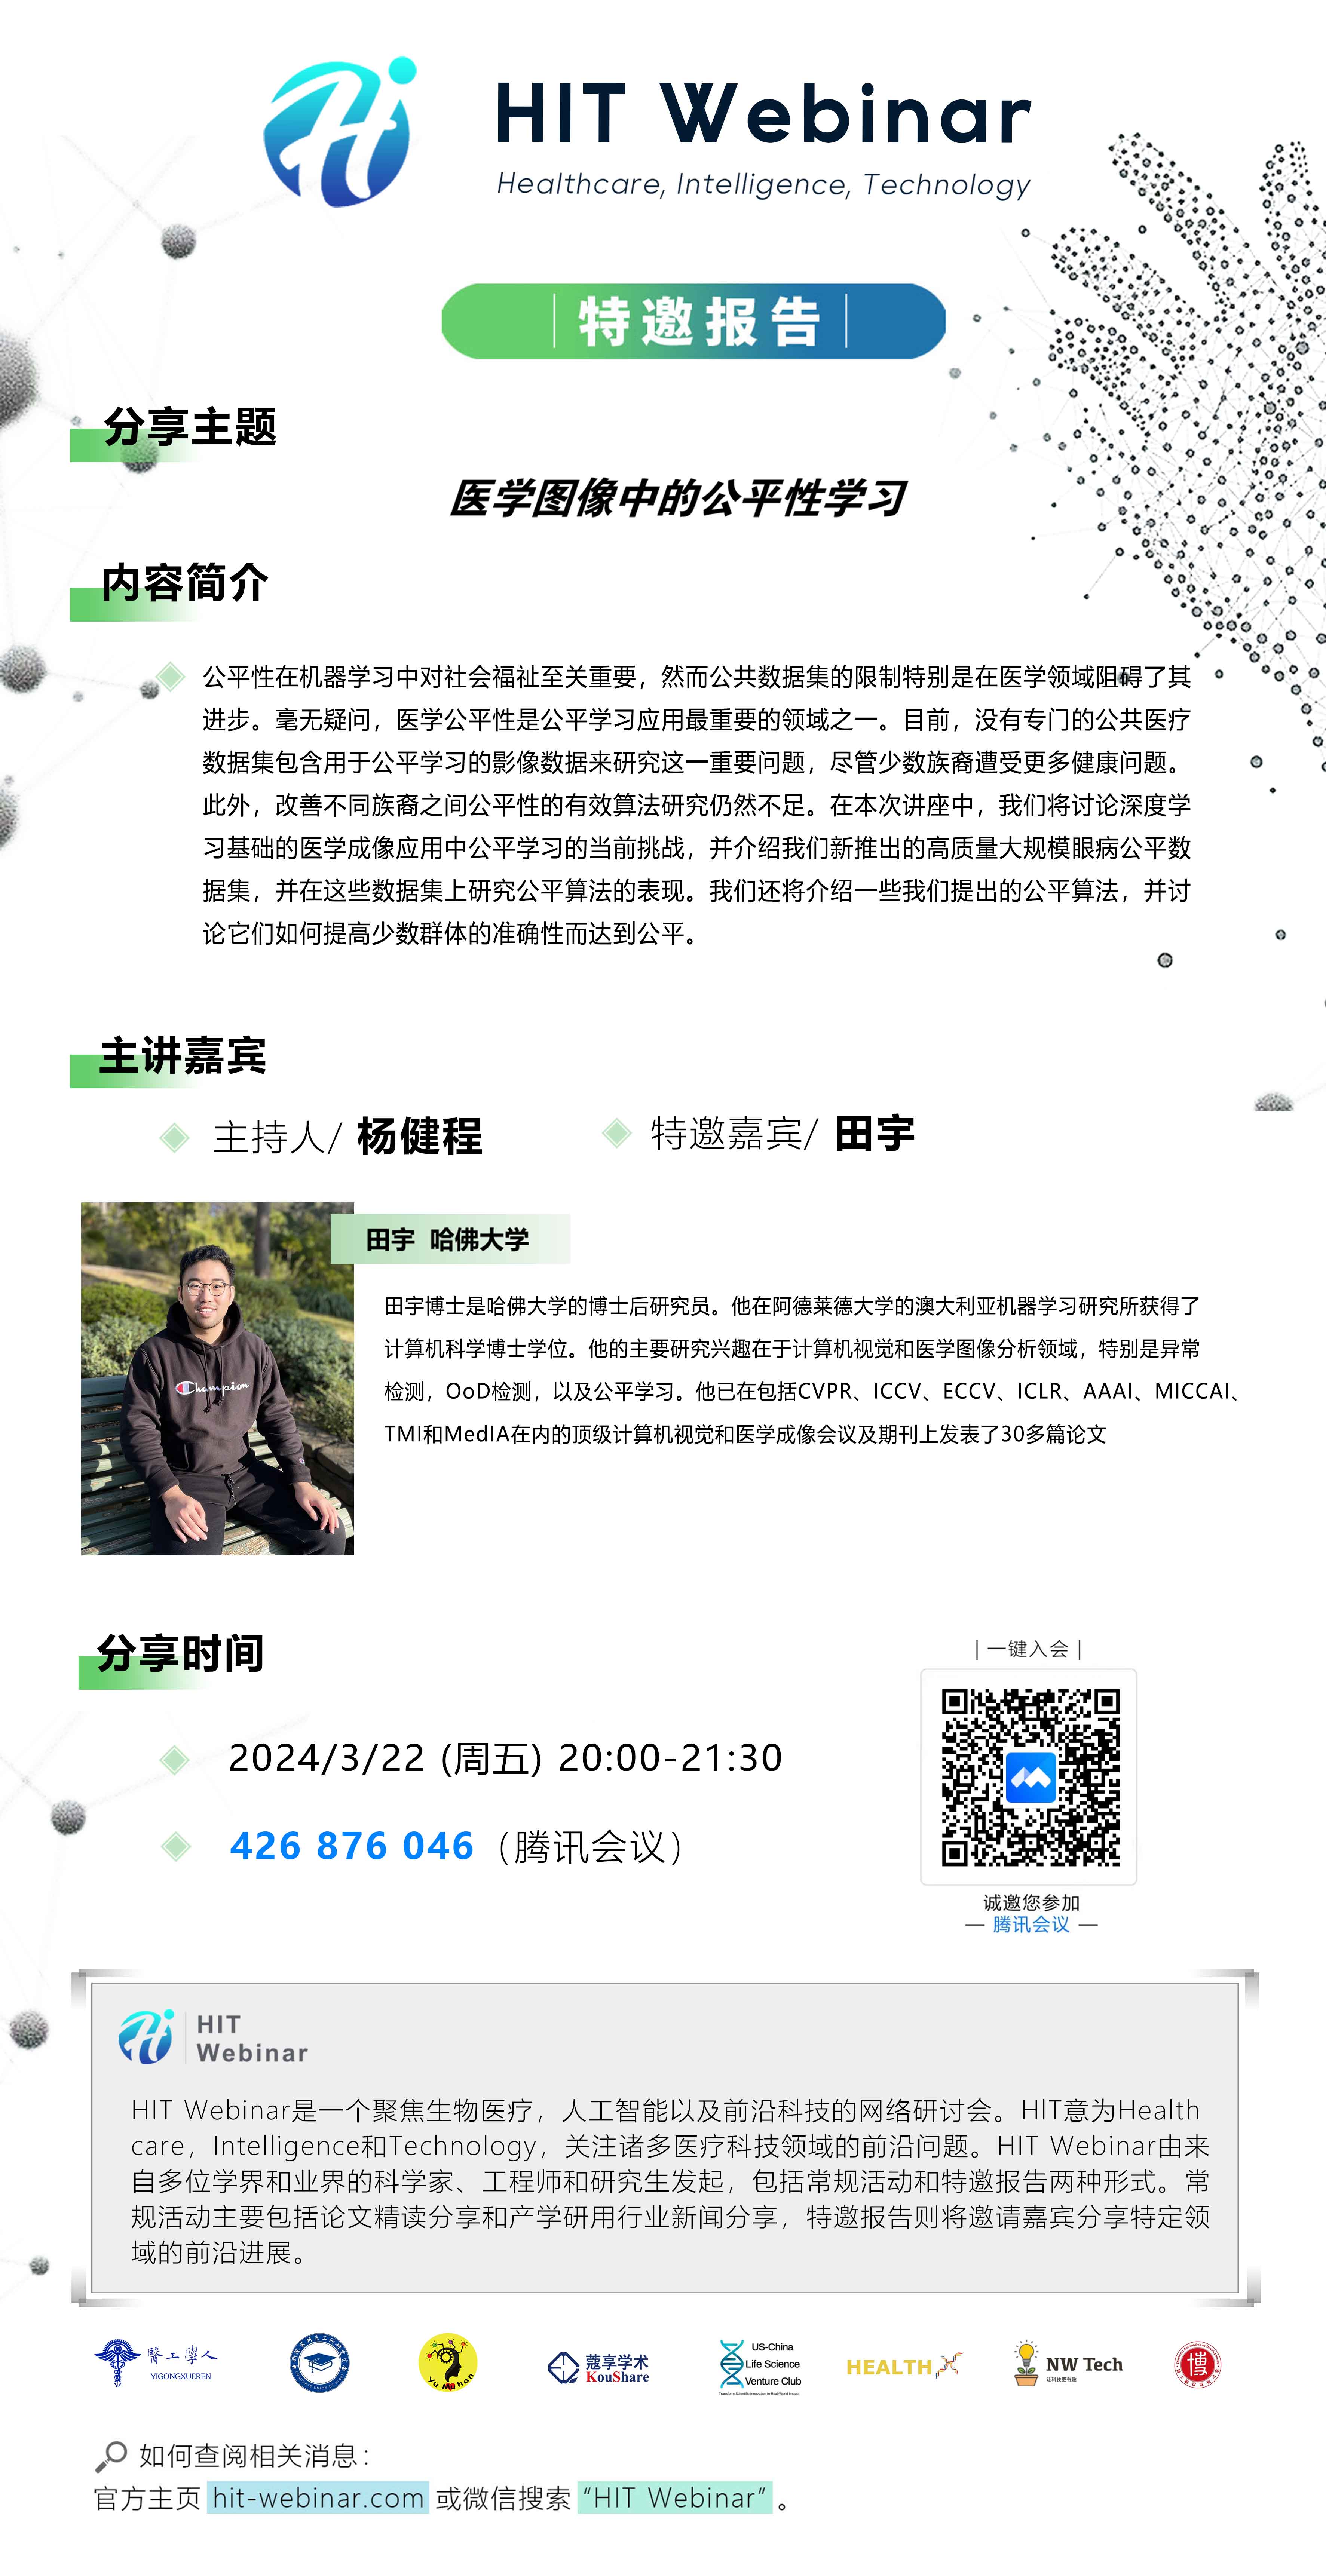 HIT Webinar
Healthcare, Intelligence, Technology
特邀报告
分享主题
医学图像中的公平性学习
内容简介
公平性在机器学习中对社会福祉至关重要，然而公共数据集的限制特别是在医学领域阻碍了其
进步。毫无疑问，医学公平性是公平学习应用最重要的领域之一。目前，没有专门的公共医疗
数据集包含用于公平学习的影像数据来研究这一重要问题，尽管少数族裔遭受更多健康问题。
此外，改善不同族裔之间公平性的有效算法研究仍然不足。在本次讲座中，我们将讨论深度学
习基础的医学成像应用中公平学习的当前挑战，并介绍我们新推出的高质量大规模眼病公平数
据集，并在这些数据集上研究公平算法的表现。我们还将介绍一些我们提出的公平算法，并讨
论它们如何提高少数群体的准确性而达到公平。
主讲嘉宾
主持人/ 杨健程
特邀嘉宾/ 田宇
田宇 哈佛大学
田宇博士是哈佛大学的博士后研究员。他在阿德莱德大学的澳大利亚机器学习研究所获得了
计算机科学博士学位。他的主要研究兴趣在于计算机视觉和医学图像分析领域，特别是异常
检测，OoD检测，以及公平学习。他已在包括CVPR、ICCV、ECCV、ICLR、AAAI、MICCAI、
TMI和MedIA在内的顶级计算机视觉和医学成像会议及期刊上发表了30多篇论文
Champion
分享时间
2024/3/22 (周五) 20:00-21:30
426 876 046（腾讯会议）
| 一键入会 |
诚邀您参加
— 腾讯会议 —
HIT
Webinar
HIT Webinar是一个聚焦生物医疗，人工智能以及前沿科技的网络研讨会。HIT意为Health
care，Intelligence和Technology，关注诸多医疗科技领域的前沿问题。HIT Webinar由来
自多位学界和业界的科学家、工程师和研究生发起，包括常规活动和特邀报告两种形式。常
规活动主要包括论文精读分享和产学研用行业新闻分享，特邀报告则将邀请嘉宾分享特定领
域的前沿进展。
醫工學人
YIGONGXUEREN
Yu Mi han
蔻享学术
KouShare
US-China
Life Science
Venture Club
HEALTH
NW Tech
让科技更有趣
博
如何查阅相关消息：
官方主页 hit-webinar.com 或微信搜索 “HIT Webinar” 。